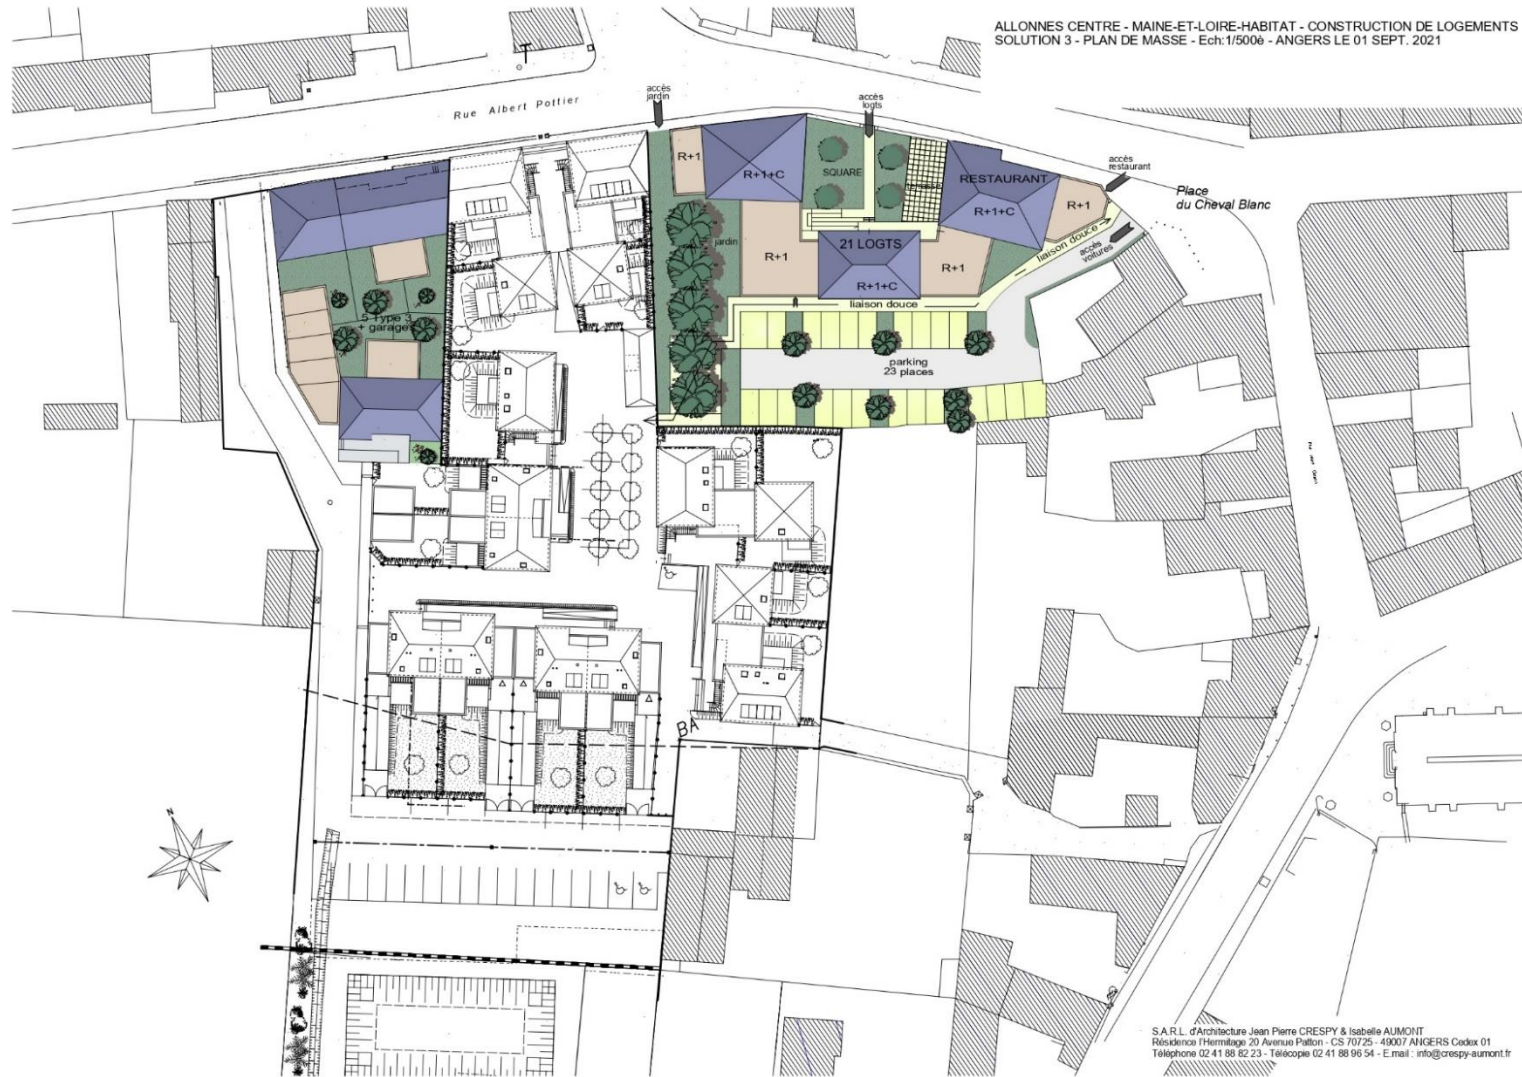 ALLONNES CENTRE - MAINE-ET-LOIRE-HABITAT - CONSTRUCTION DE LOGEMENTS
SOLUTION 3 - PLAN DE MASSE - Ech:1/500è - ANGERS LE 01 SEPT. 2021
T
Rue Albert Pottier
accès
jardin
accès
logts
accès
restaurant
Place
du Cheval Blanc
R+1
R+1+C
SQUARE
terrasse
RESTAURANT
R+1+C
R+1
jardin
R+1
21 LOGTS
R+1+C
R+1
liaison douce
accès
voitures
liaison douce
5 Type 3
+ garages
parking
23 places
BA
N
S.A.R.L. d'Architecture Jean Pierre CRESPY & Isabelle AUMONT
Résidence l'Hermitage 20 Avenue Patton - CS 70725 - 49007 ANGERS Cedex 01
Téléphone 02 41 88 82 23 - Télécopie 02 41 88 96 54 - E.mail : info@crespy-aumont.fr